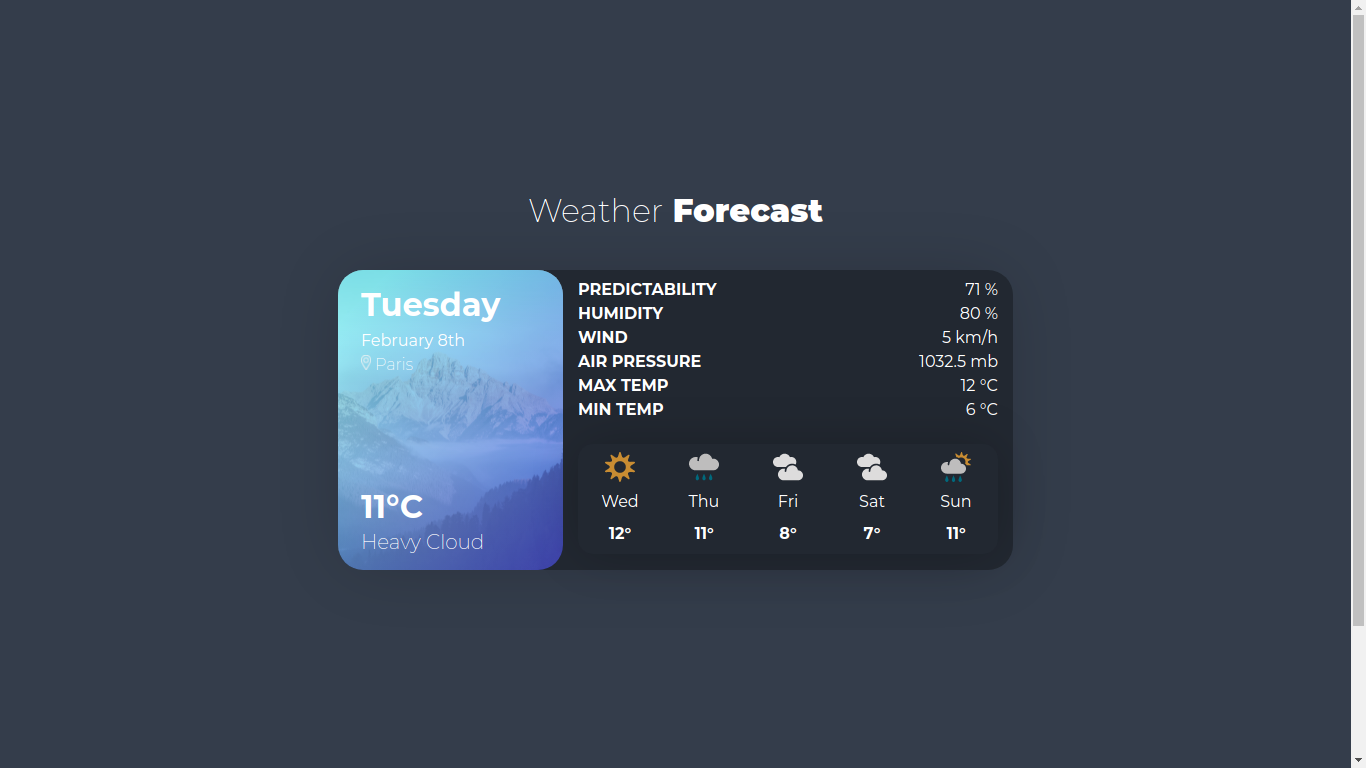 Weather Forecast
Tuesday
February 8th
Paris
11°C
Heavy Cloud
PREDICTABILITY 71 %
HUMIDITY 80 %
WIND 5 km/h
AIR PRESSURE 1032.5 mb
MAX TEMP 12 °C
MIN TEMP 6 °C
Wed Thu Fri Sat Sun
12° 11° 8° 7° 11°